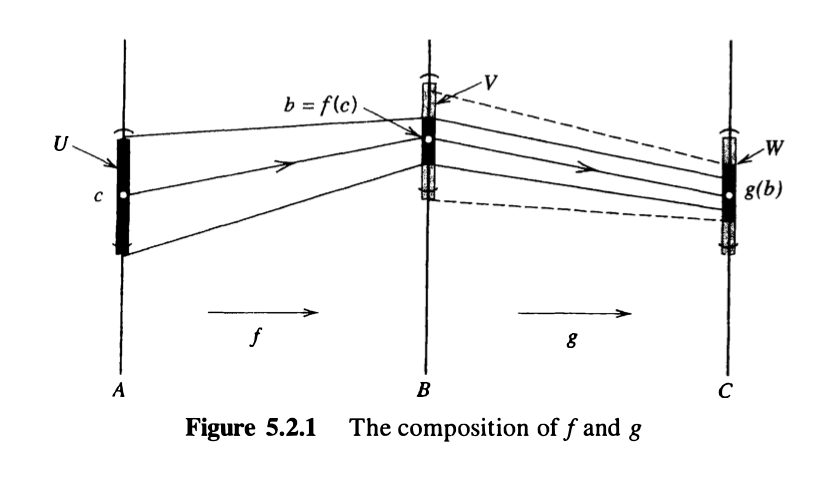 V
b = f(c)
U
W
c
g(b)
f
g
A
B
C
Figure 5.2.1 The composition of f and g